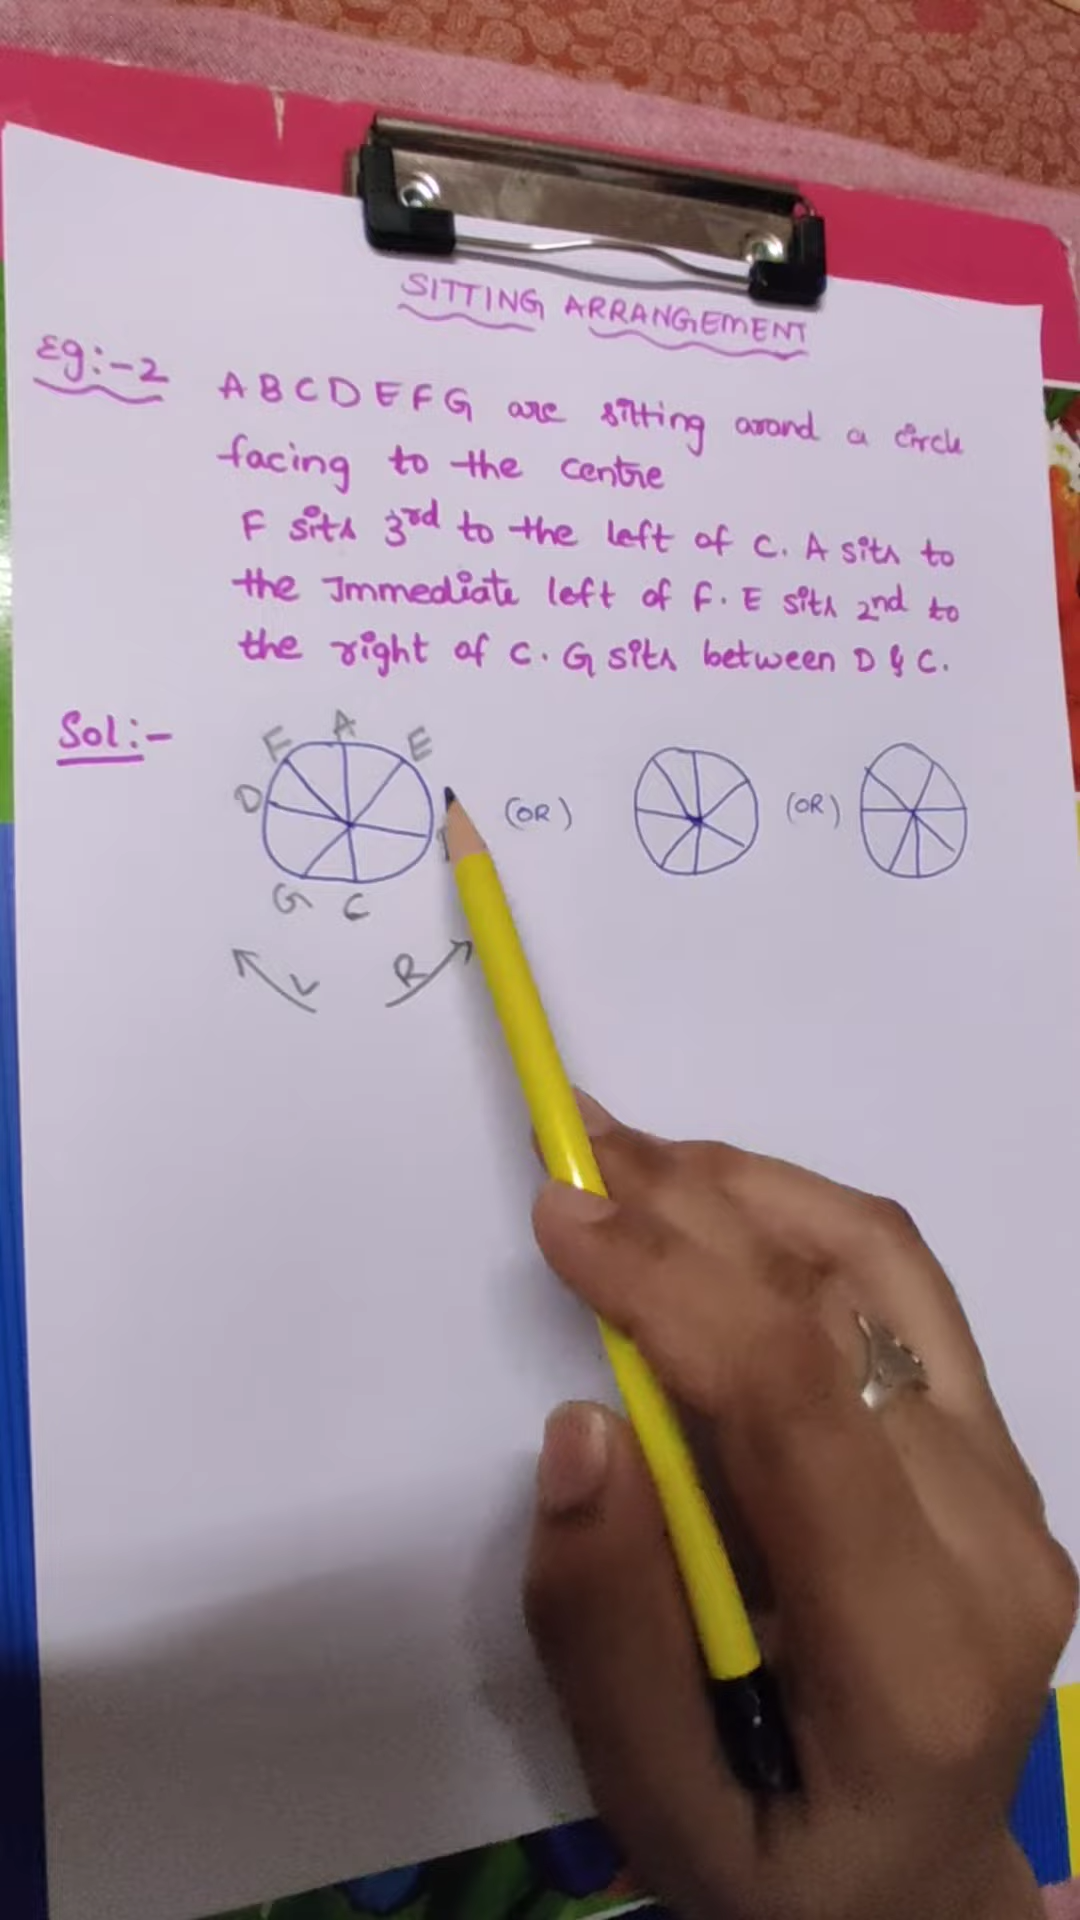 SITTING ARRANGEMENT
Eg:-2 A B C D E F G are sitting arond a circle
facing to the centre
F sits 3rd to the left of C. A sits to
the Immediate left of F. E sits 2nd to
the right of C. G sits between D & C.
Sol:-
F A E
D (OR) (OR)
G C
L R